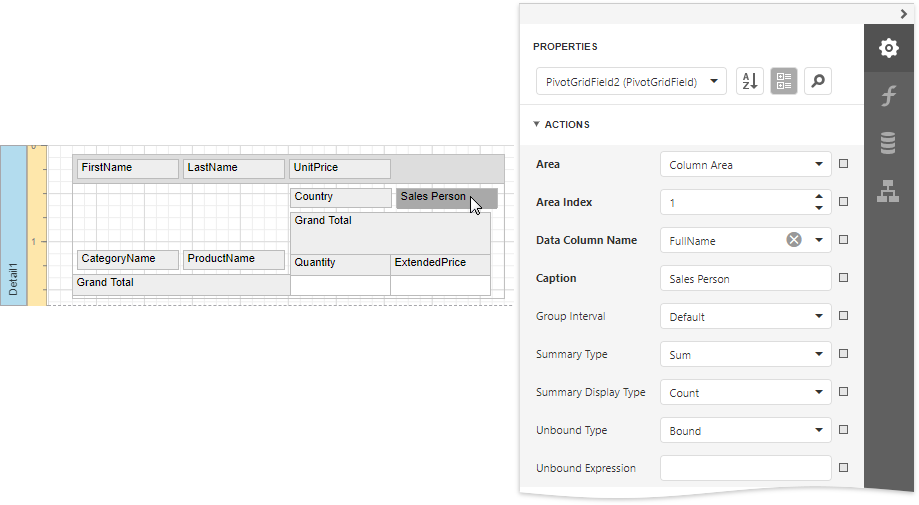 0
FirstName LastName UnitPrice
Country Sales Person
Grand Total
1
CategoryName ProductName Quantity ExtendedPrice
Grand Total
Detail1
PROPERTIES
PivotGridField2 (PivotGridField)
A
Z
ACTIONS
Area Column Area
Area Index 1
Data Column Name FullName
Caption Sales Person
Group Interval Default
Summary Type Sum
Summary Display Type Count
Unbound Type Bound
Unbound Expression